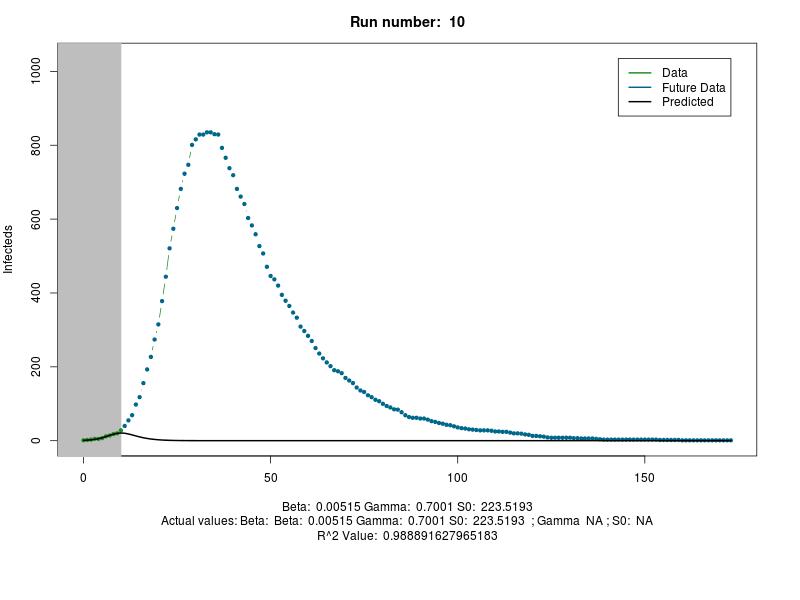 Run number: 10
1000
800
600
400
200
0
Infecteds
Data
Future Data
Predicted
0 50 100 150
Beta: 0.00515 Gamma: 0.7001 S0: 223.5193
Actual values: Beta: Beta: 0.00515 Gamma: 0.7001 S0: 223.5193 ; Gamma NA ; S0: NA
R^2 Value: 0.988891627965183